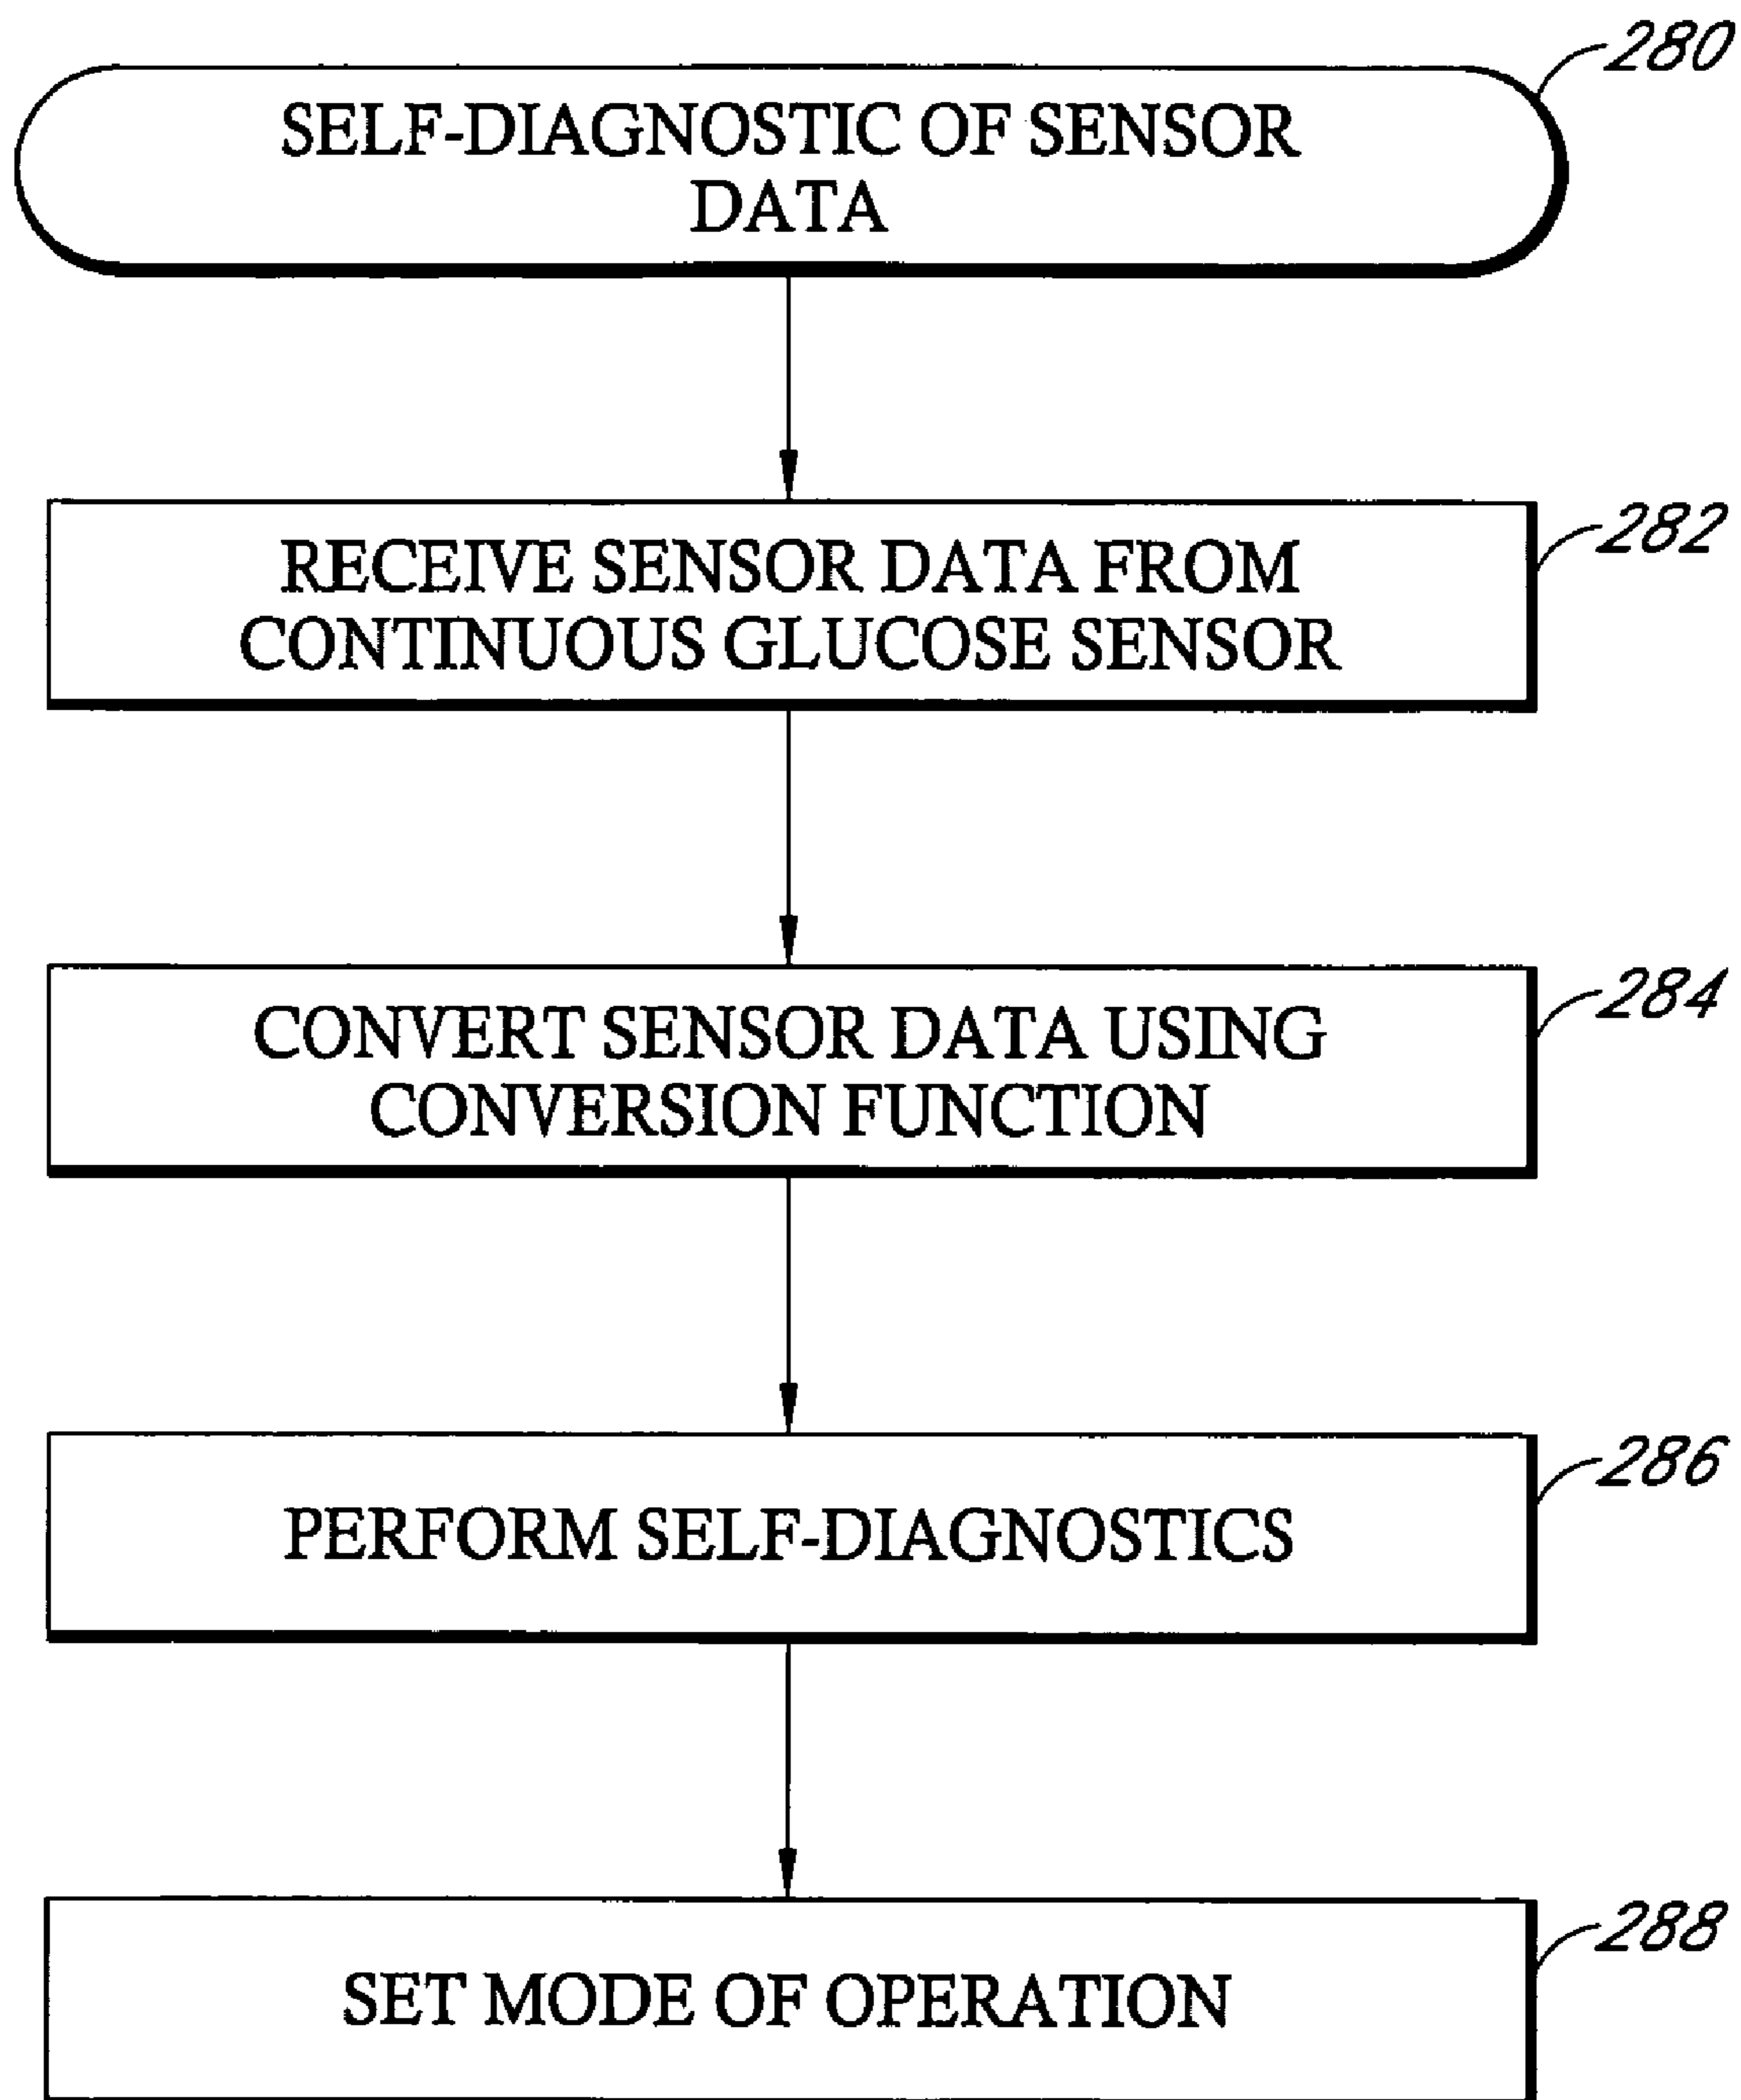 280
SELF-DIAGNOSTIC OF SENSOR
DATA
282
RECEIVE SENSOR DATA FROM
CONTINUOUS GLUCOSE SENSOR
284
CONVERT SENSOR DATA USING
CONVERSION FUNCTION
286
PERFORM SELF-DIAGNOSTICS
288
SET MODE OF OPERATION